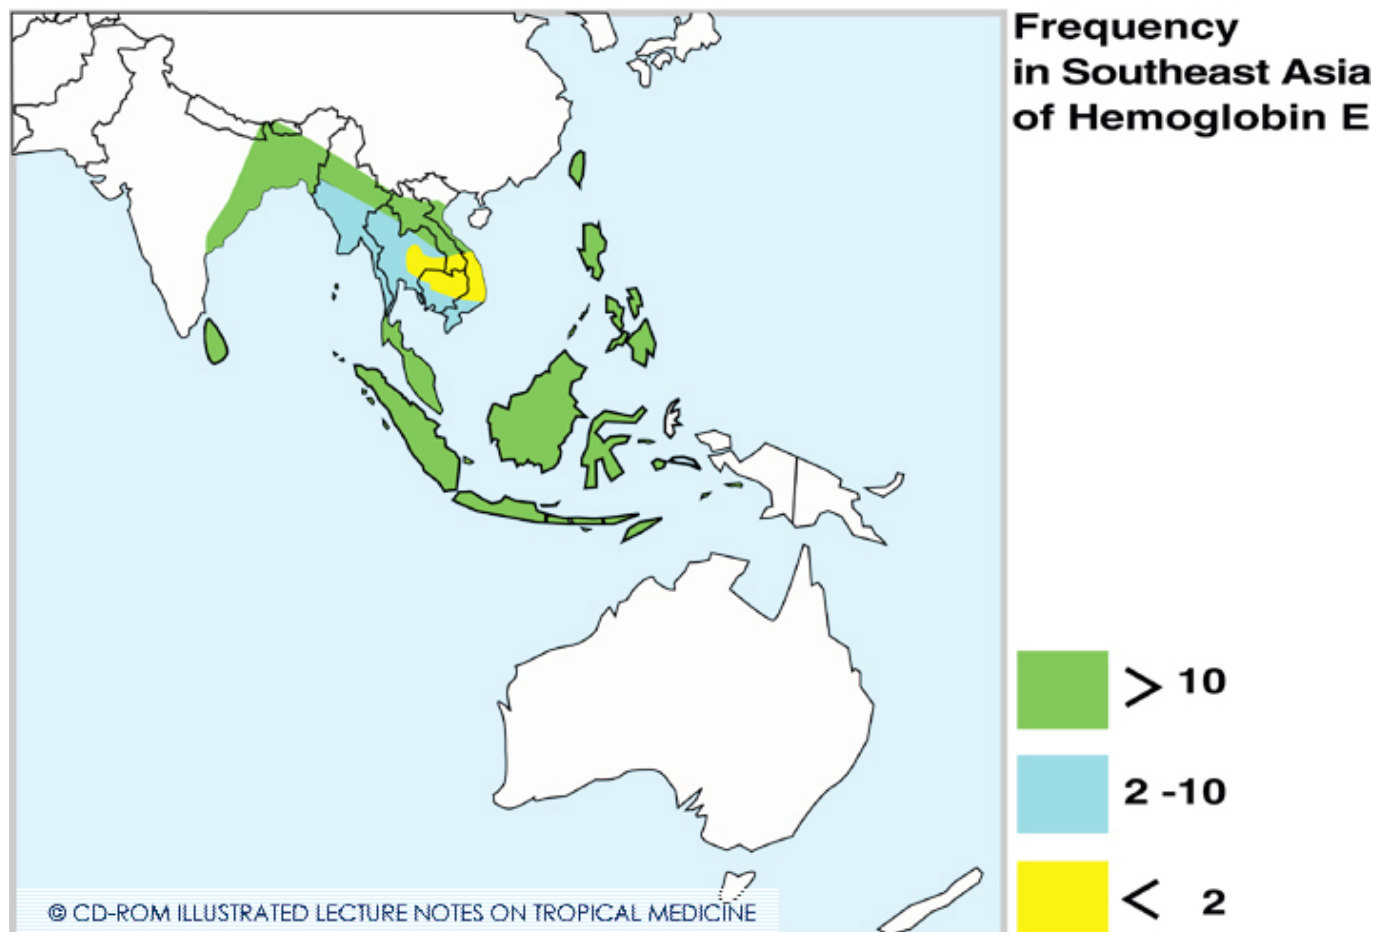 Frequency
in Southeast Asia
of Hemoglobin E
> 10
2 -10
< 2
© CD-ROM ILLUSTRATED LECTURE NOTES ON TROPICAL MEDICINE